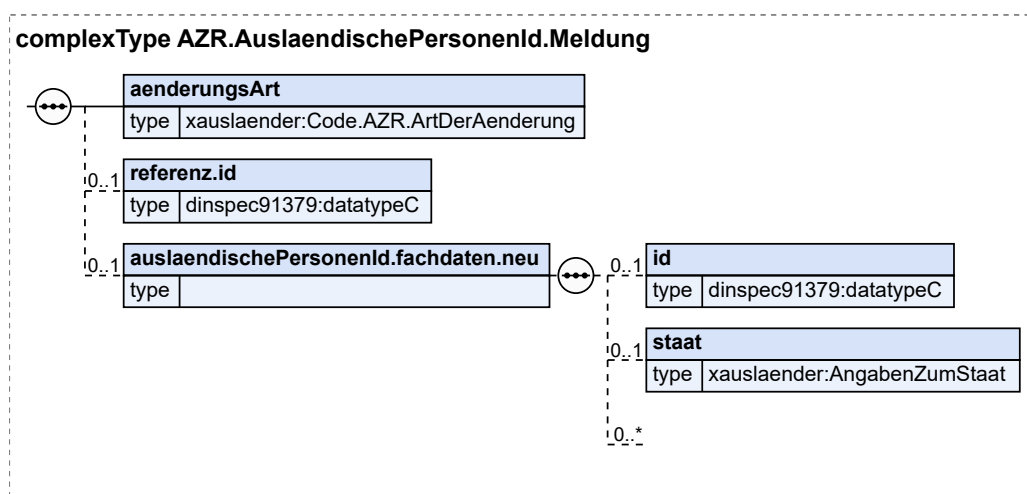 complexType AZR.AuslaendischePersonenId.Meldung
aenderungsArt
type xauslaender:Code.AZR.ArtDerAenderung
0..1 referenz.id
type dinspec91379:datatypeC
0..1 auslaendischePersonenId.fachdaten.neu
type
0..1 id
type dinspec91379:datatypeC
0..1 staat
type xauslaender:AngabenZumStaat
0..*